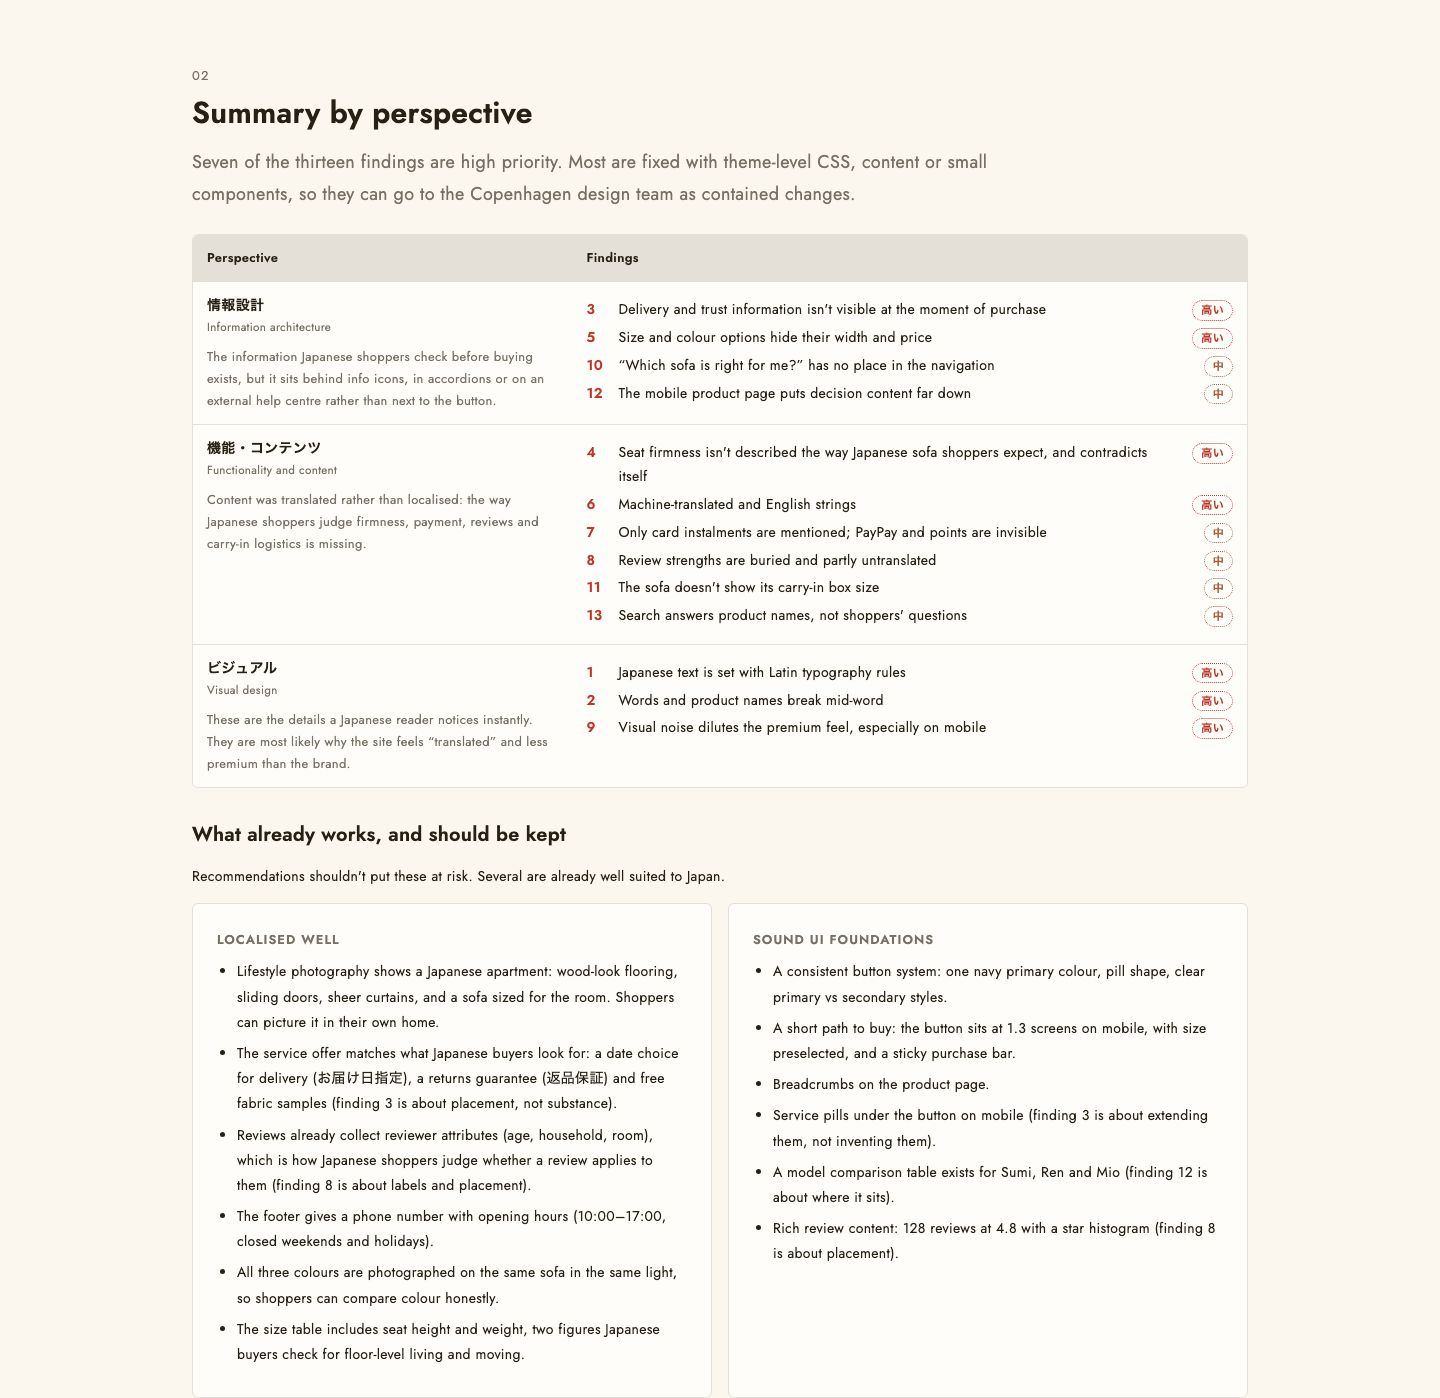 02
Summary by perspective
Seven of the thirteen findings are high priority. Most are fixed with theme-level CSS, content or small
components, so they can go to the Copenhagen design team as contained changes.
Perspective
Findings
情報設計
Information architecture
The information Japanese shoppers check before buying
exists, but it sits behind info icons, in accordions or on an
external help centre rather than next to the button.
3 Delivery and trust information isn't visible at the moment of purchase 高い
5 Size and colour options hide their width and price 高い
10 “Which sofa is right for me?” has no place in the navigation 中
12 The mobile product page puts decision content far down 中
機能・コンテンツ
Functionality and content
Content was translated rather than localised: the way
Japanese shoppers judge firmness, payment, reviews and
carry-in logistics is missing.
4 Seat firmness isn't described the way Japanese sofa shoppers expect, and contradicts 高い
itself
6 Machine-translated and English strings 高い
7 Only card instalments are mentioned; PayPay and points are invisible 中
8 Review strengths are buried and partly untranslated 中
11 The sofa doesn't show its carry-in box size 中
13 Search answers product names, not shoppers' questions 中
ビジュアル
Visual design
These are the details a Japanese reader notices instantly.
They are most likely why the site feels “translated” and less
premium than the brand.
1 Japanese text is set with Latin typography rules 高い
2 Words and product names break mid-word 高い
9 Visual noise dilutes the premium feel, especially on mobile 高い
What already works, and should be kept
Recommendations shouldn't put these at risk. Several are already well suited to Japan.
LOCALISED WELL
• Lifestyle photography shows a Japanese apartment: wood-look flooring,
sliding doors, sheer curtains, and a sofa sized for the room. Shoppers
can picture it in their own home.
• The service offer matches what Japanese buyers look for: a date choice
for delivery (お届け日指定), a returns guarantee (返品保証) and free
fabric samples (finding 3 is about placement, not substance).
• Reviews already collect reviewer attributes (age, household, room),
which is how Japanese shoppers judge whether a review applies to
them (finding 8 is about labels and placement).
• The footer gives a phone number with opening hours (10:00–17:00,
closed weekends and holidays).
• All three colours are photographed on the same sofa in the same light,
so shoppers can compare colour honestly.
• The size table includes seat height and weight, two figures Japanese
buyers check for floor-level living and moving.
SOUND UI FOUNDATIONS
• A consistent button system: one navy primary colour, pill shape, clear
primary vs secondary styles.
• A short path to buy: the button sits at 1.3 screens on mobile, with size
preselected, and a sticky purchase bar.
• Breadcrumbs on the product page.
• Service pills under the button on mobile (finding 3 is about extending
them, not inventing them).
• A model comparison table exists for Sumi, Ren and Mio (finding 12 is
about where it sits).
• Rich review content: 128 reviews at 4.8 with a star histogram (finding 8
is about placement).